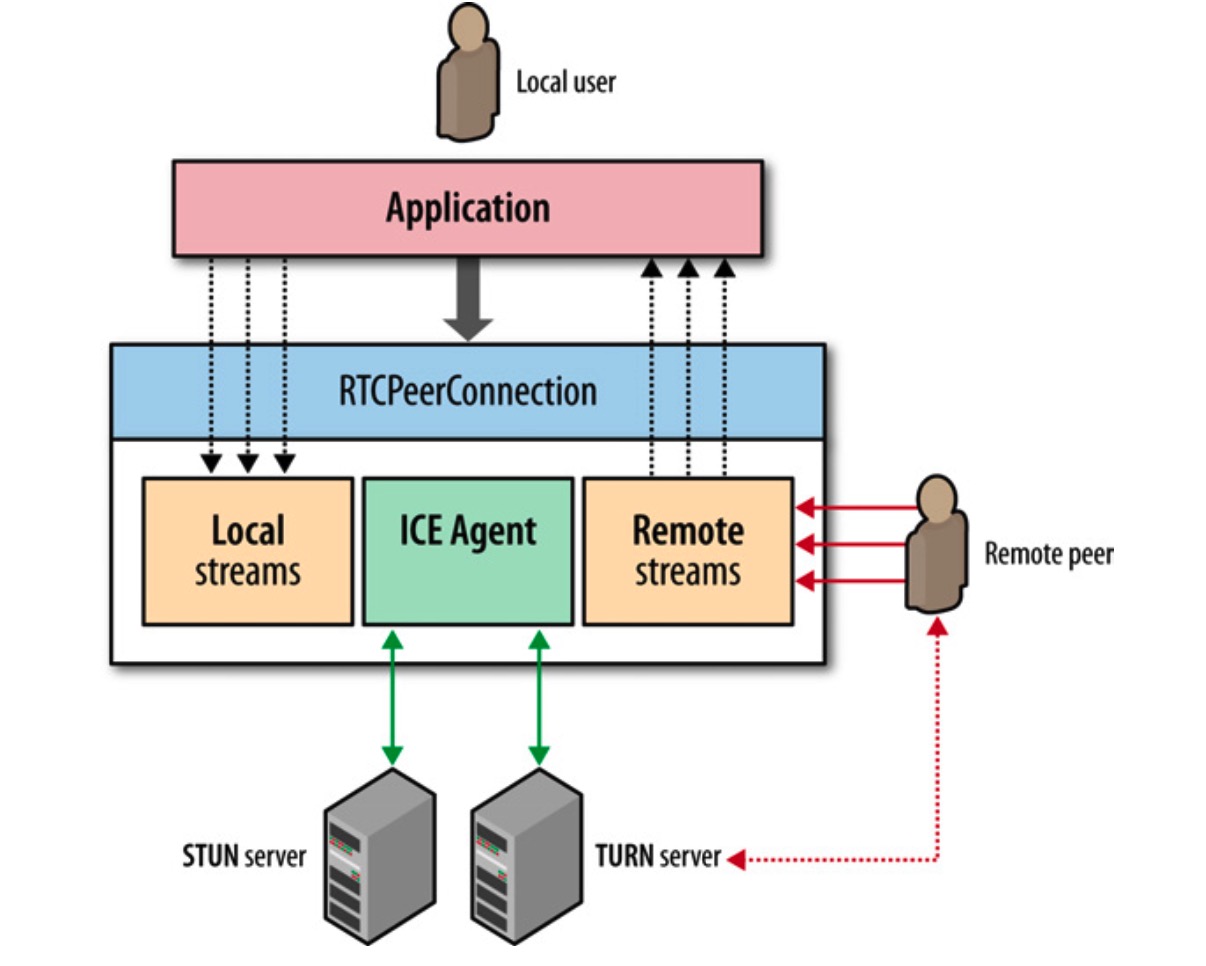 Local user
Application
RTCPeerConnection
Local
streams
ICE Agent
Remote
streams
Remote peer
STUN server
TURN server